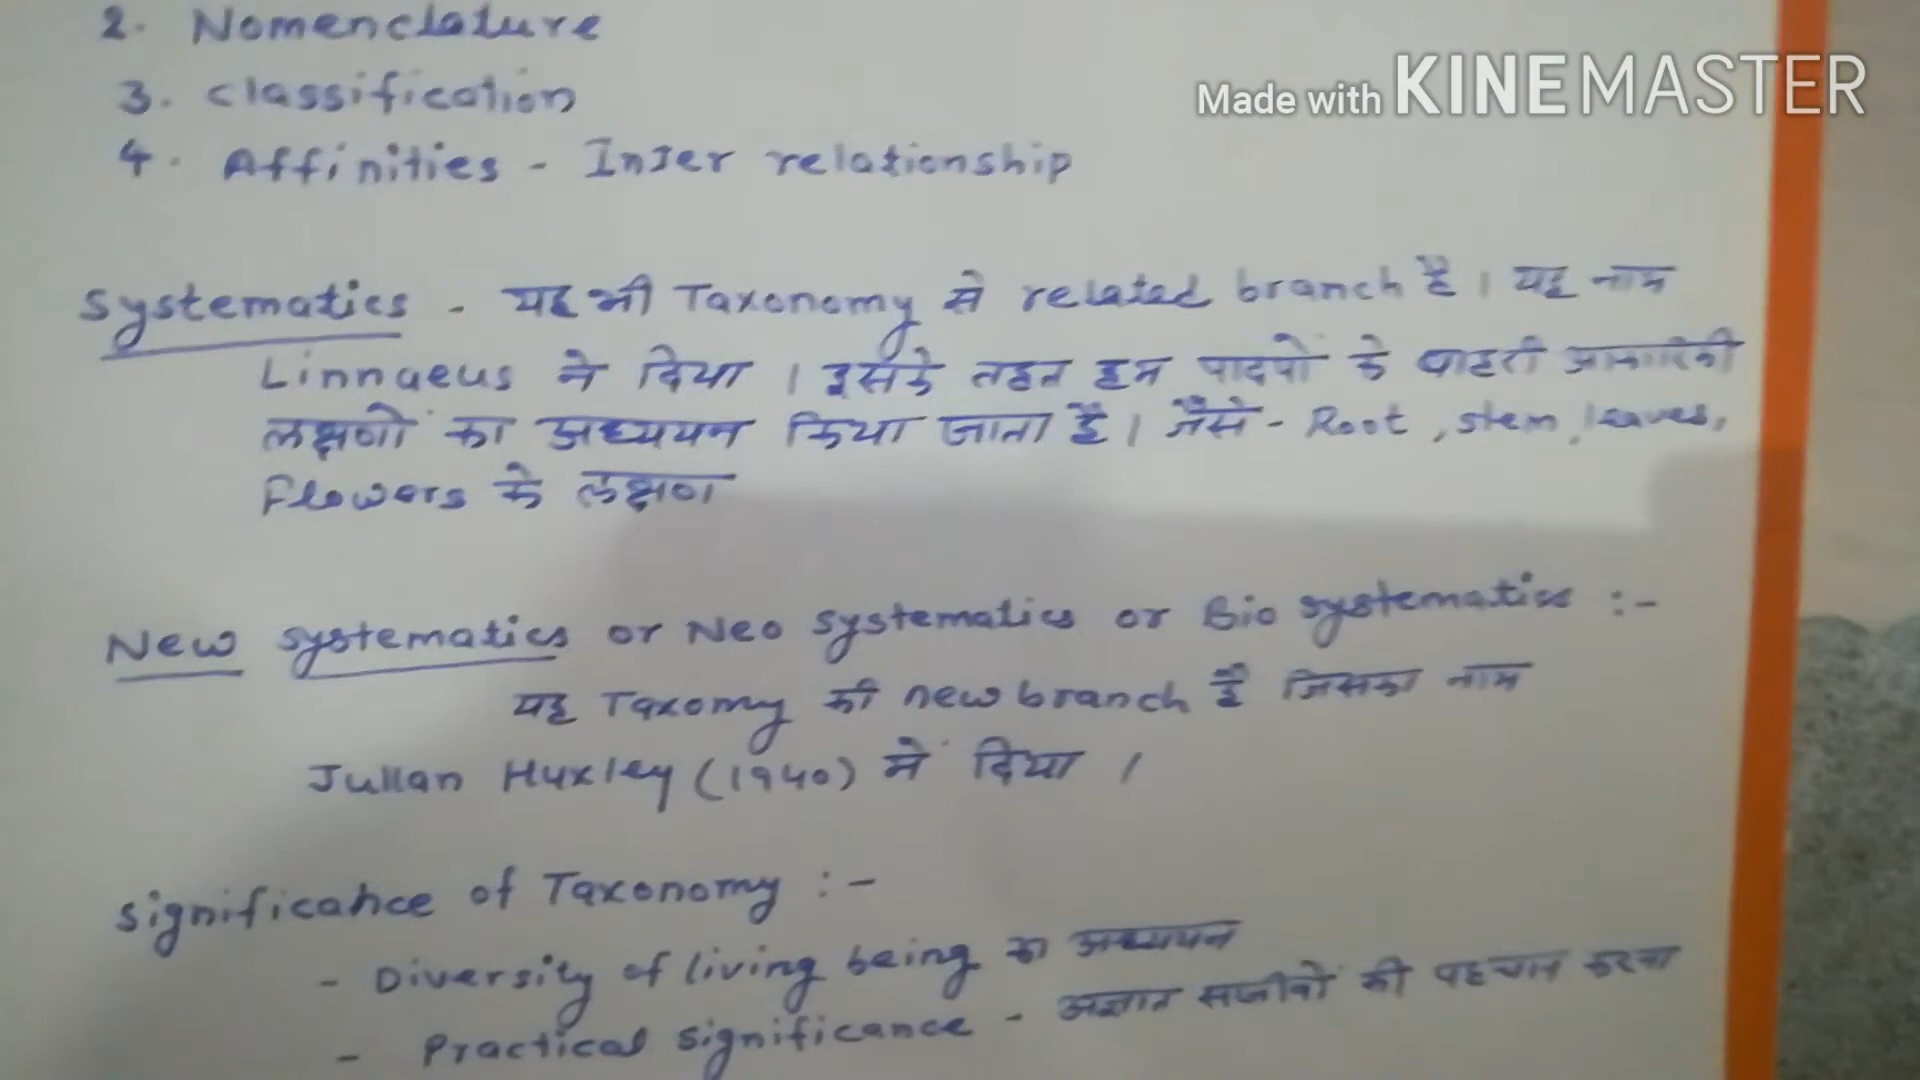 2. Nomenclature
Made with KINEMASTER
3. classification
4. Affinities - Inter relationship
Systematics - यह भी Taxonomy से related branch है। यह नाम
Linnaeus ने दिया। इसके तहत हम पादपों के बाहरी आकारिकी
लक्षणों का अध्ययन किया जाता है। जैसे - Root, stem, leaves,
Flowers के लक्षण
New systematics or Neo systematics or Bio systematics :-
यह Taxomy की new branch है जिसका नाम
Jullan Huxley (1940) ने दिया।
significance of Taxonomy :-
- Diversity of living being का अध्ययन
- Practical significance - अज्ञात सजीवों की पहचान करना